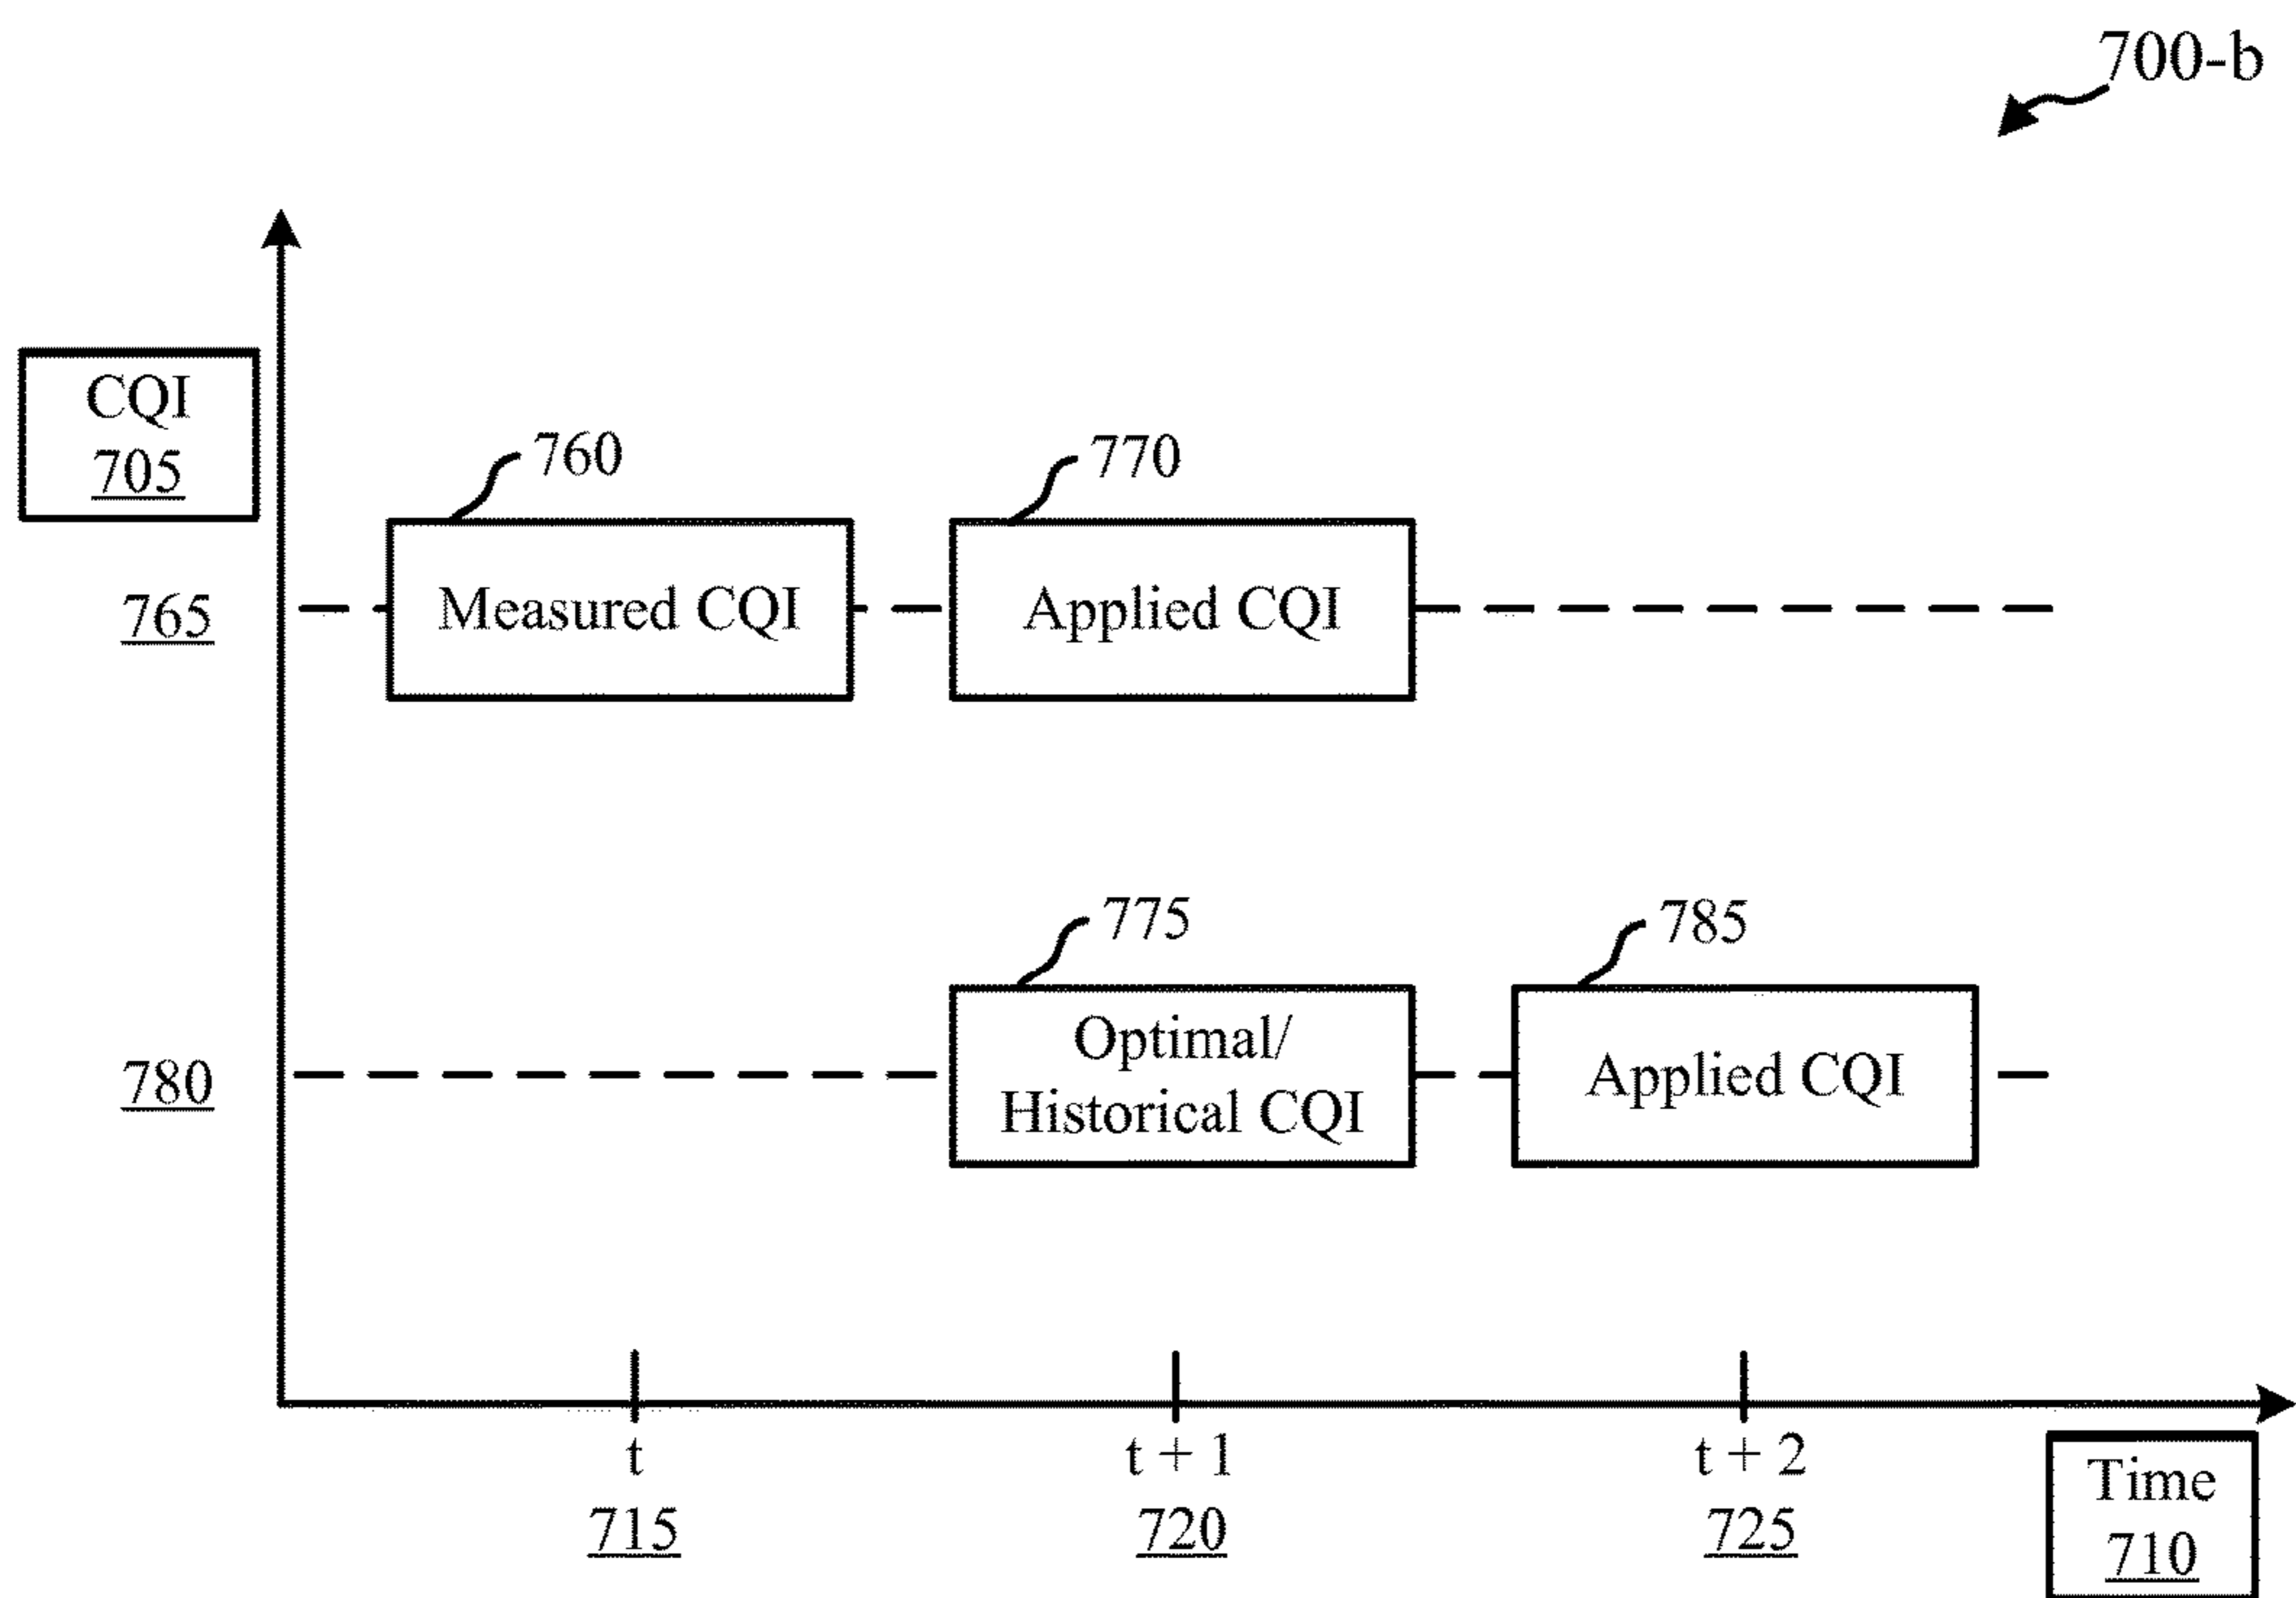 700-b
CQI
705
760
770
765
Measured CQI
Applied CQI
775
785
780
Optimal/
Historical CQI
Applied CQI
t
t + 1
t + 2
715
720
725
Time
710